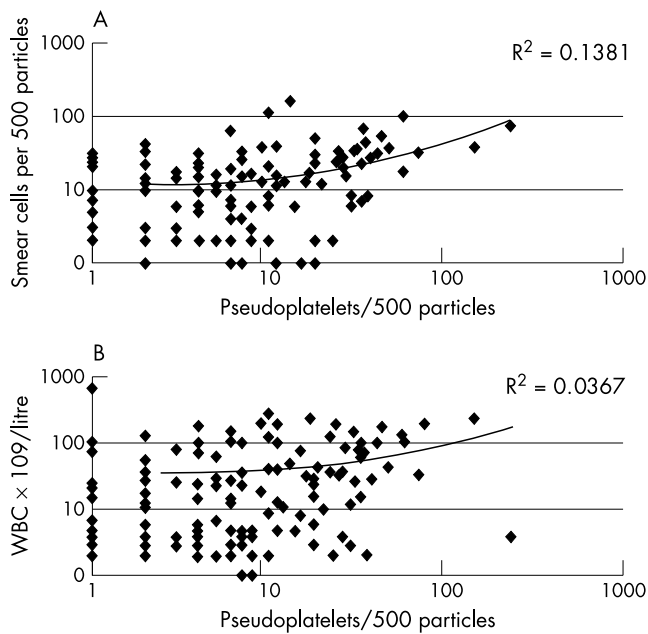 A
R² = 0.1381
Smear cells per 500 particles
1000
100
10
0
1 10 100 1000
Pseudoplatelets/500 particles
B
R² = 0.0367
WBC × 109/litre
1000
100
10
0
1 10 100 1000
Pseudoplatelets/500 particles